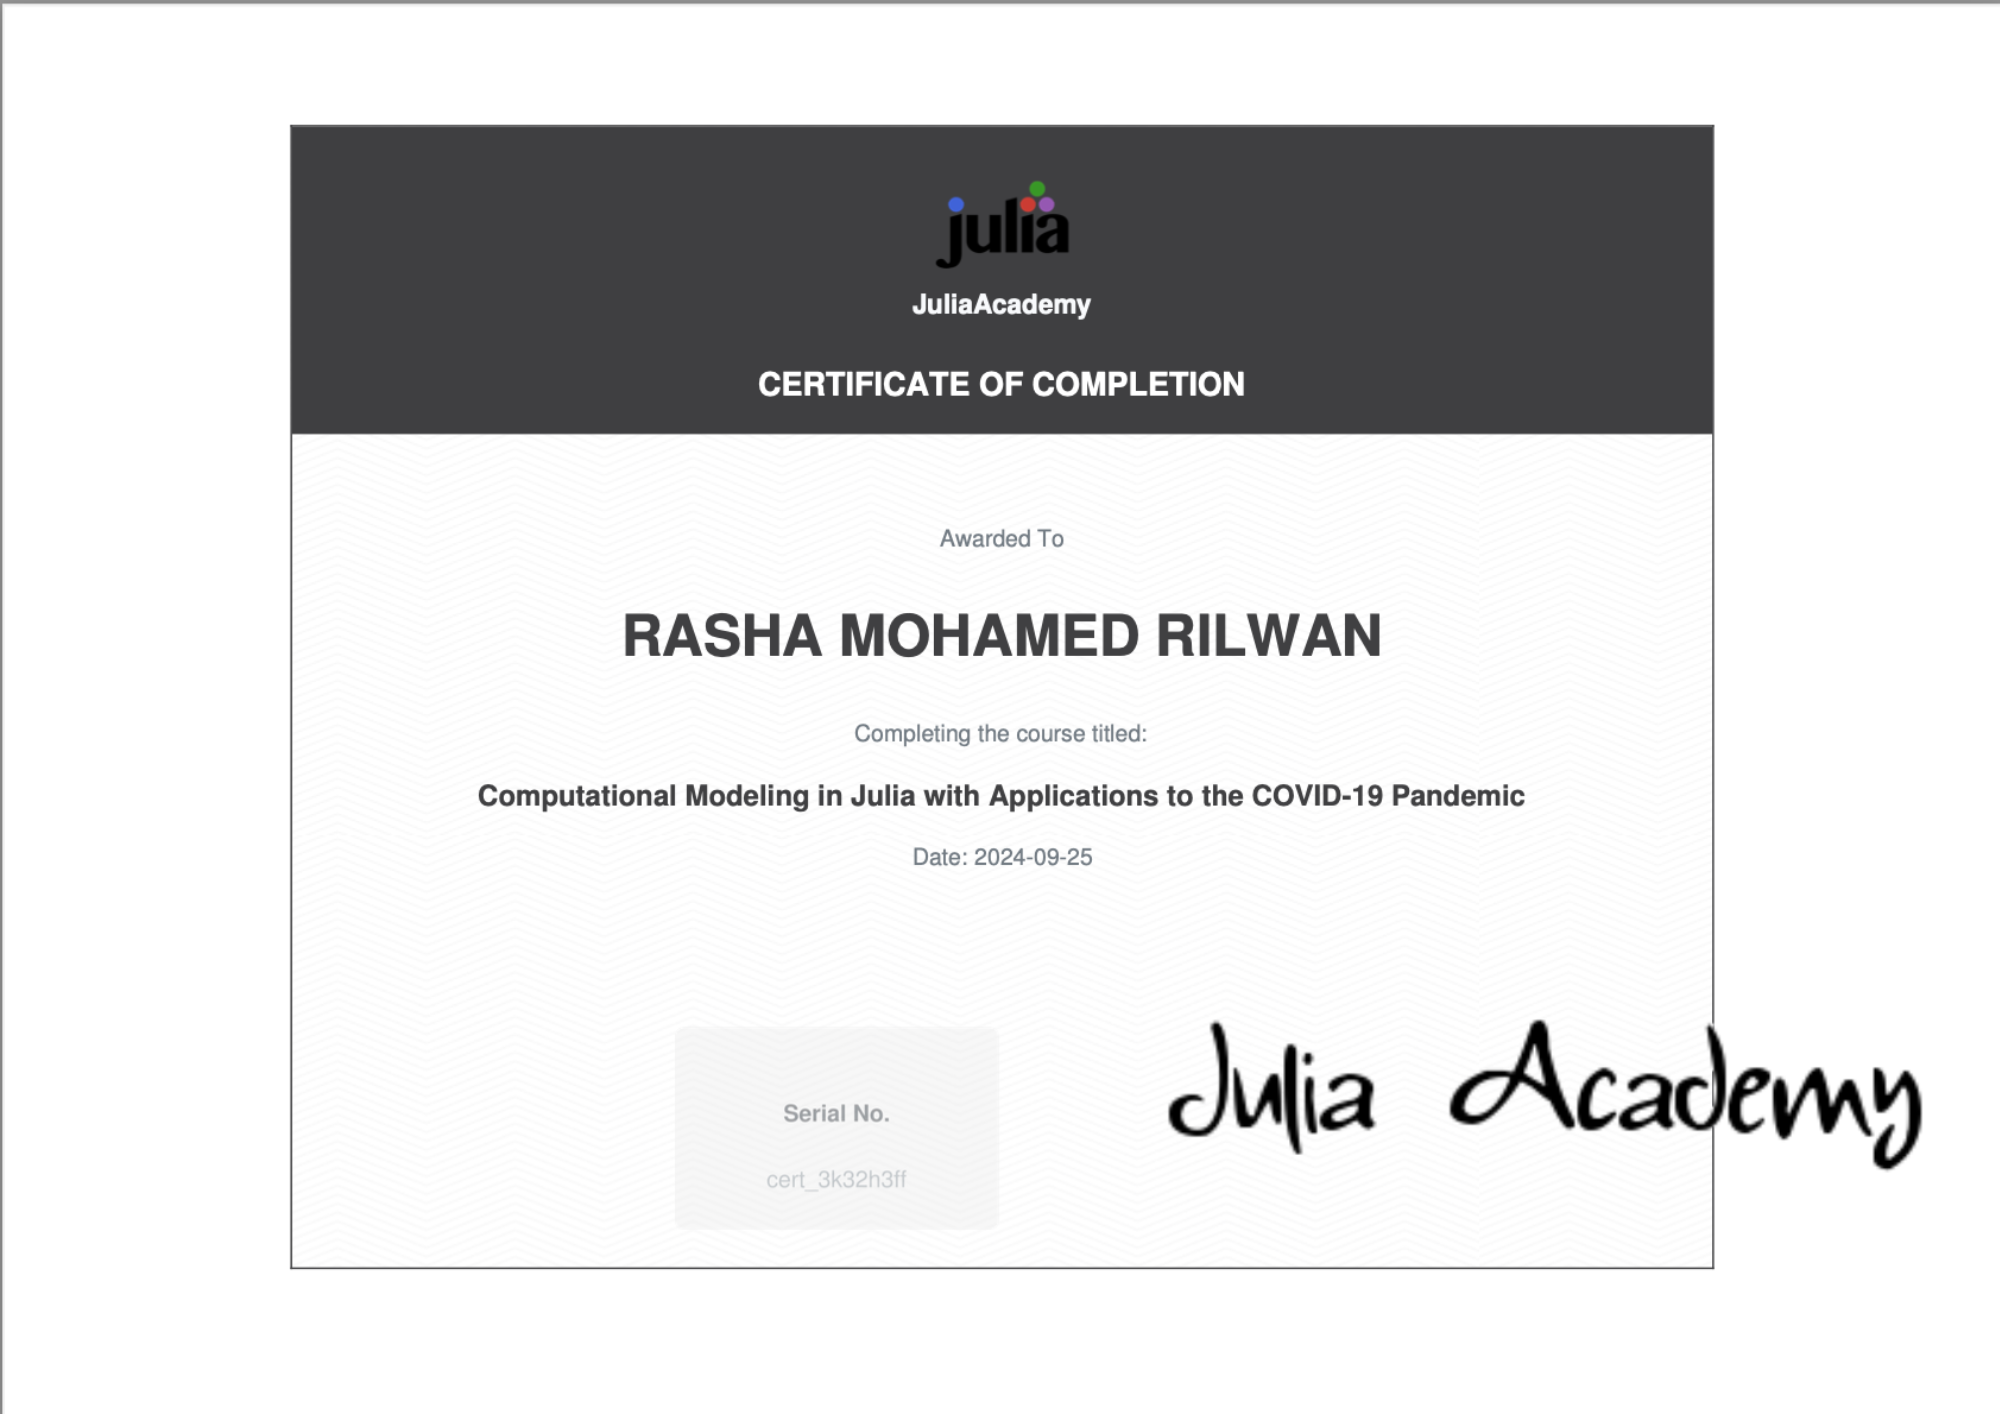 julia
JuliaAcademy
CERTIFICATE OF COMPLETION
Awarded To
RASHA MOHAMED RILWAN
Completing the course titled:
Computational Modeling in Julia with Applications to the COVID-19 Pandemic
Date: 2024-09-25
Serial No.
cert_3k32h3ff
Julia Academy